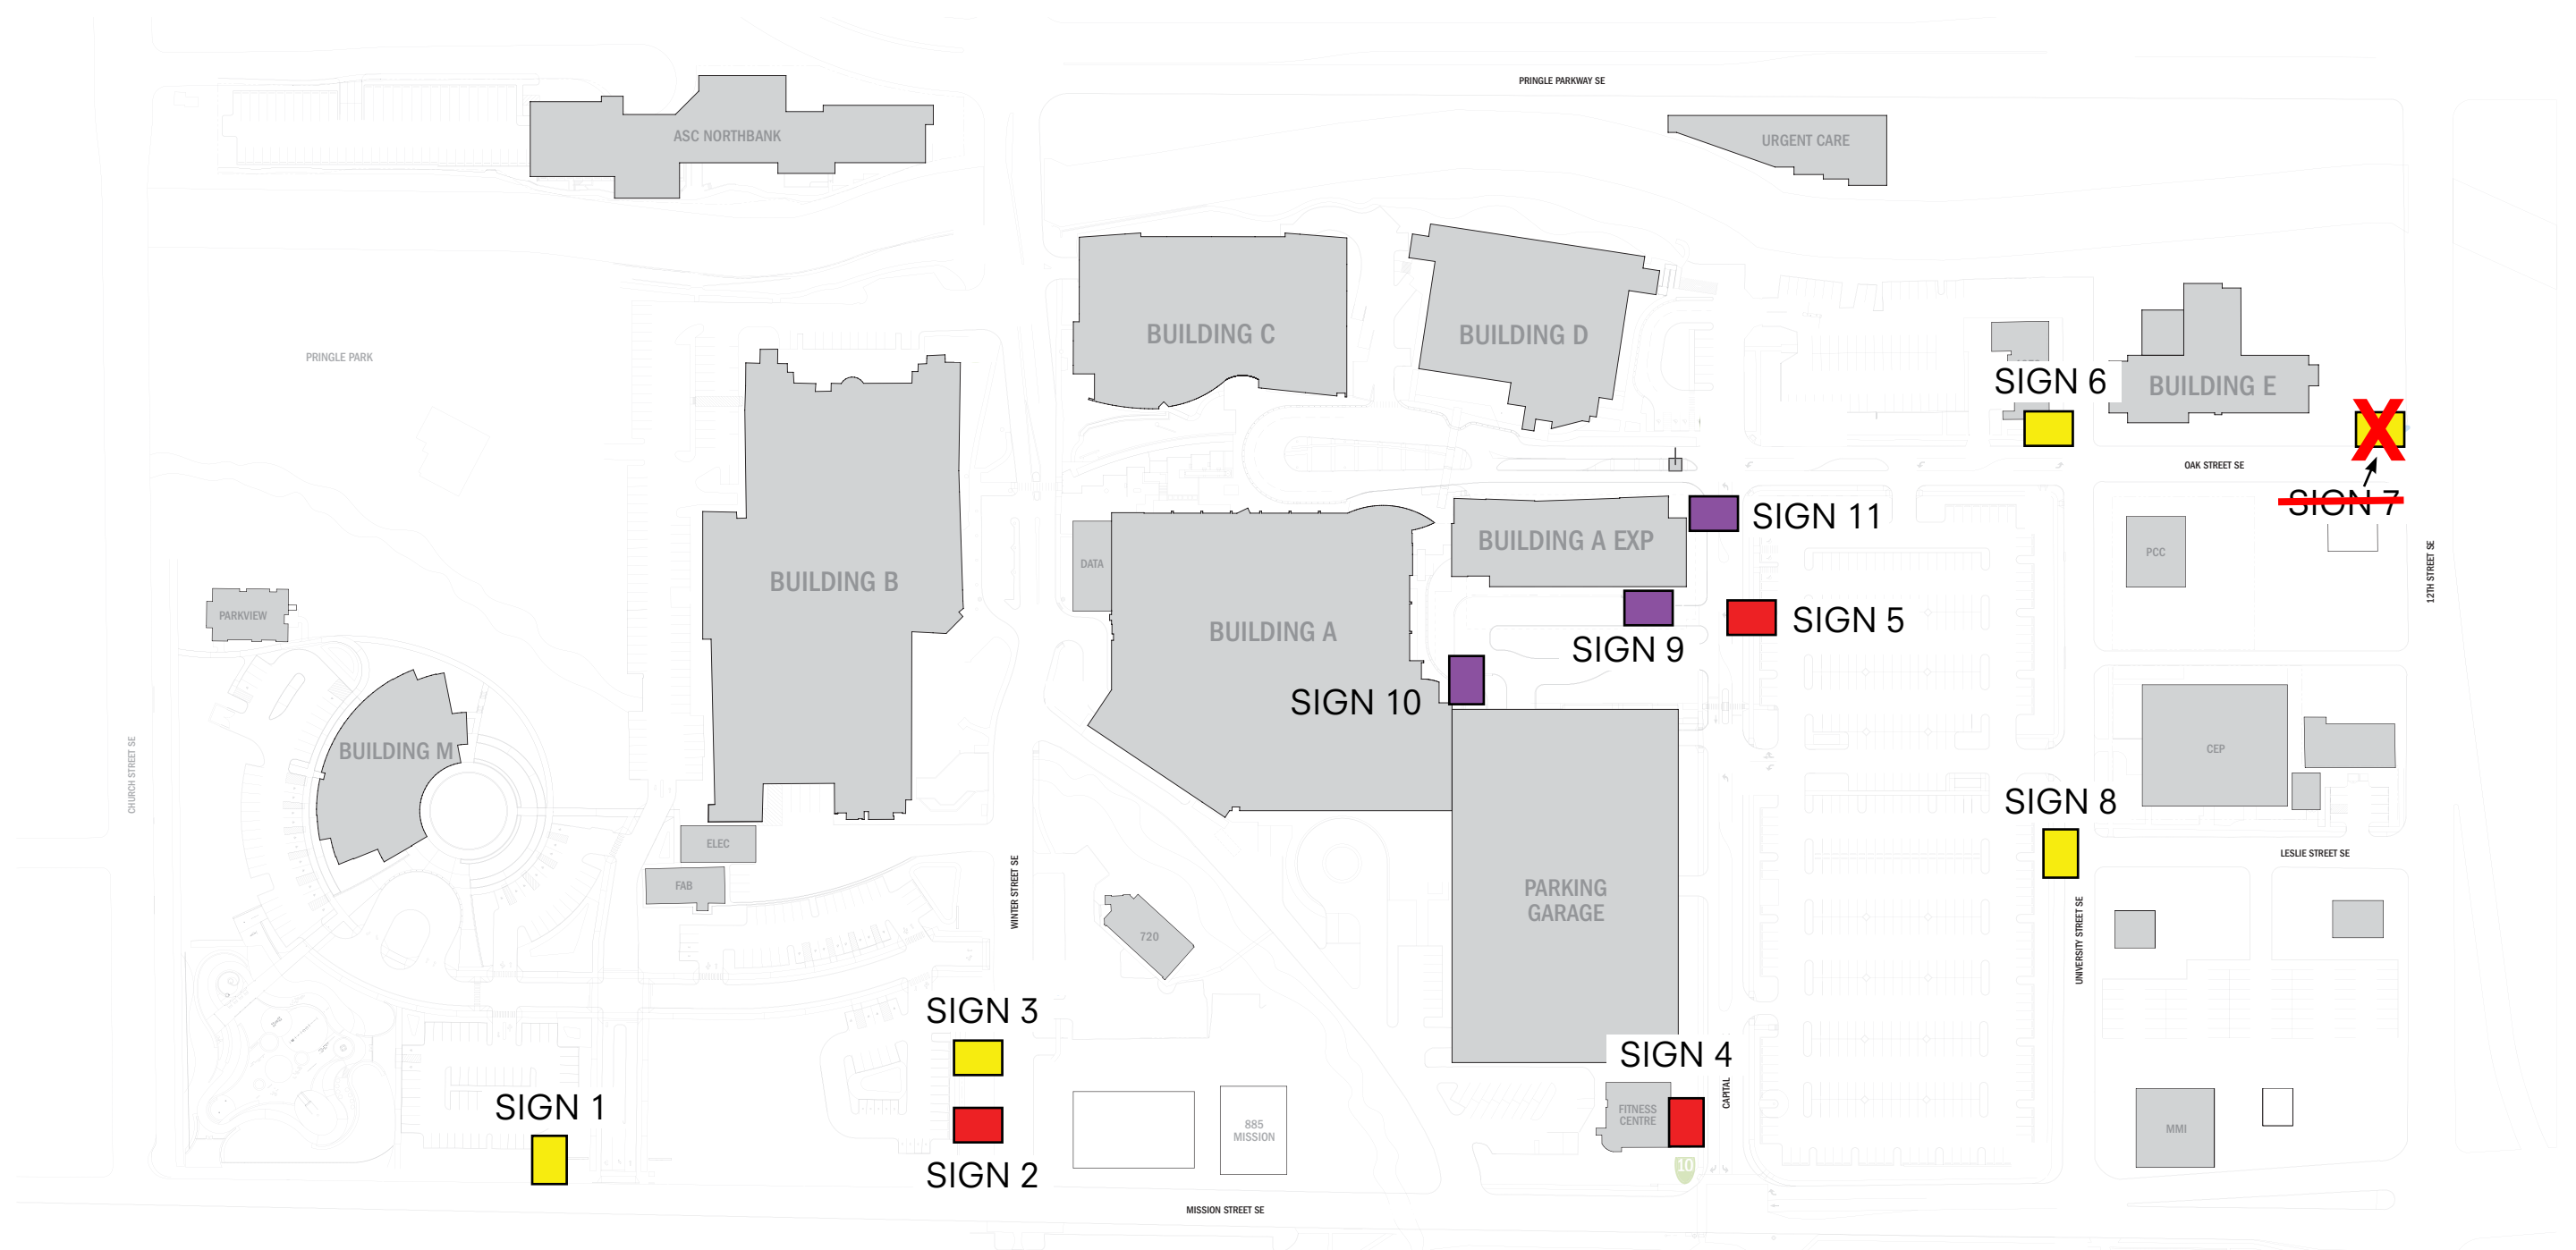 PRINGLE PARKWAY SE
ASC NORTHBANK
URGENT CARE
BUILDING C
BUILDING D
PRINGLE PARK
SIGN 6
BUILDING E
OAK STREET SE
X
SIGN 7
SIGN 11
BUILDING A EXP
PCC
12TH STREET SE
DATA
BUILDING B
PARKVIEW
BUILDING A
SIGN 5
SIGN 9
SIGN 10
BUILDING M
CHURCH STREET SE
CEP
SIGN 8
ELEC
LESLIE STREET SE
FAB
WINTER STREET SE
PARKING
GARAGE
720
UNIVERSITY STREET SE
SIGN 3
SIGN 4
CAPITAL
SIGN 1
FITNESS
CENTRE
885
MISSION
MMI
SIGN 2
10
MISSION STREET SE